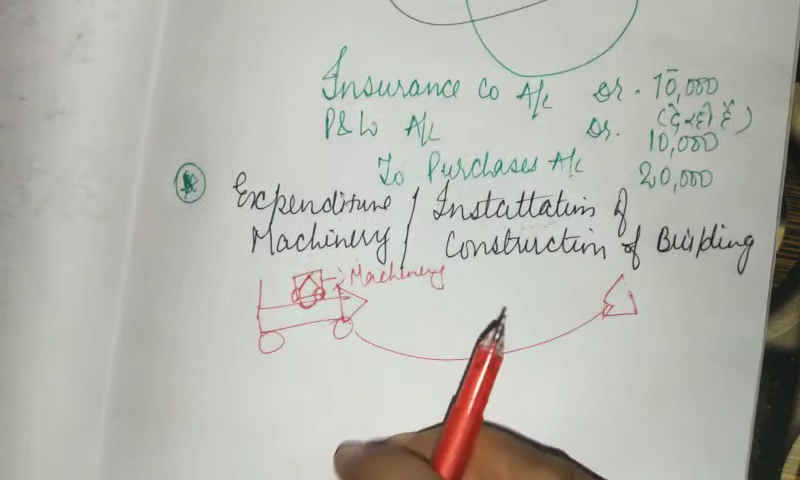 Insurance Co A/c Dr. 10,000
(दे रही है)
P&L A/c Dr. 10,000
To Purchases A/c 20,000
Expenditure / Installation of
Machinery / Construction of Building
Machinery